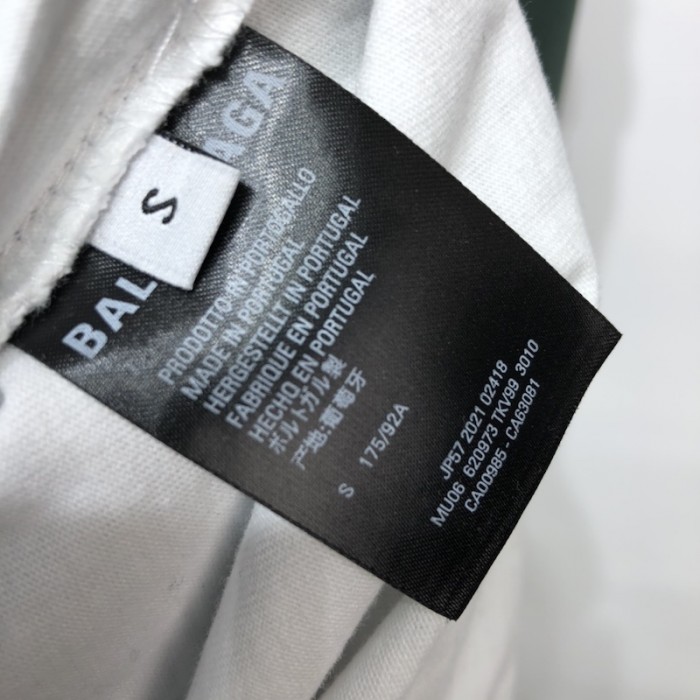 BAL AGA
S
PRODOTTO IN PORTOGALLO
MADE IN PORTUGAL
HERGESTELLT IN PORTUGAL
FABRIQUE EN PORTUGAL
HECHO EN PORTUGAL
ポルトガル製
产地:葡萄牙
S 175/92A
JP57 2021 02418
MU06 620973 TKV99 3010
CA00985 - CA63081